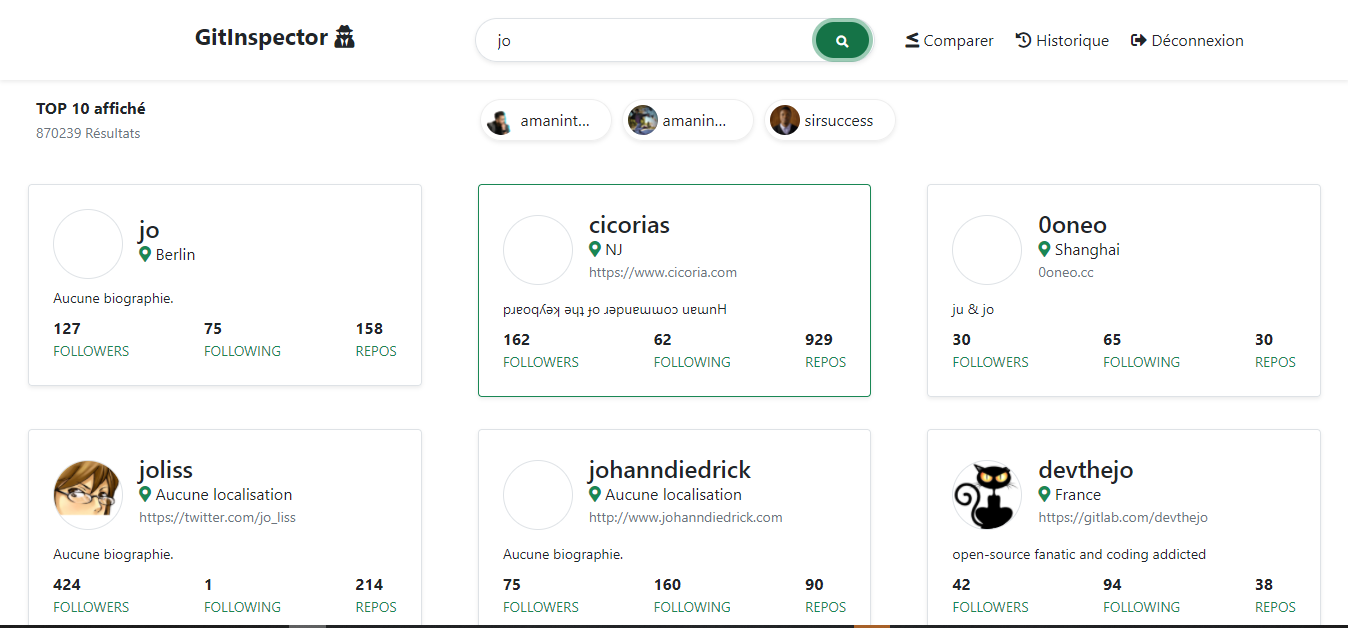 GitInspector
jo
Comparer
Historique
Déconnexion
TOP 10 affiché
870239 Résultats
amanint...
amanin...
sirsuccess
jo
Berlin
Aucune biographie.
127 75 158
FOLLOWERS FOLLOWING REPOS
cicorias
NJ
https://www.cicoria.com
pɹɐoqʎǝʞ ǝɥʇ ɟo ɹǝpuɐɯɯoɔ uɐɯnH
162 62 929
FOLLOWERS FOLLOWING REPOS
0oneo
Shanghai
0oneo.cc
ju & jo
30 65 30
FOLLOWERS FOLLOWING REPOS
joliss
Aucune localisation
https://twitter.com/jo_liss
Aucune biographie.
424 1 214
FOLLOWERS FOLLOWING REPOS
johanndiedrick
Aucune localisation
http://www.johanndiedrick.com
Aucune biographie.
75 160 90
FOLLOWERS FOLLOWING REPOS
devthejo
France
https://gitlab.com/devthejo
open-source fanatic and coding addicted
42 94 38
FOLLOWERS FOLLOWING REPOS